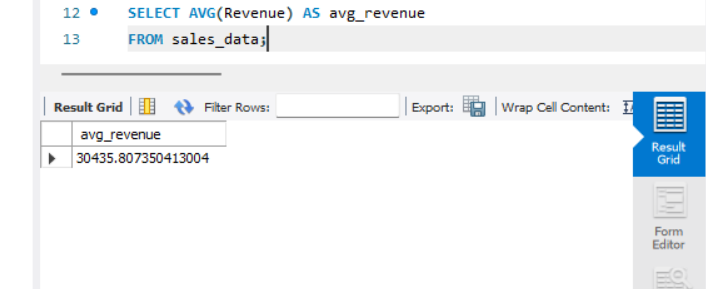 12 SELECT AVG(Revenue) AS avg_revenue
13 FROM sales_data;
Result Grid Filter Rows: Export: Wrap Cell Content:
avg_revenue
30435.807350413004
Result
Grid
Form
Editor